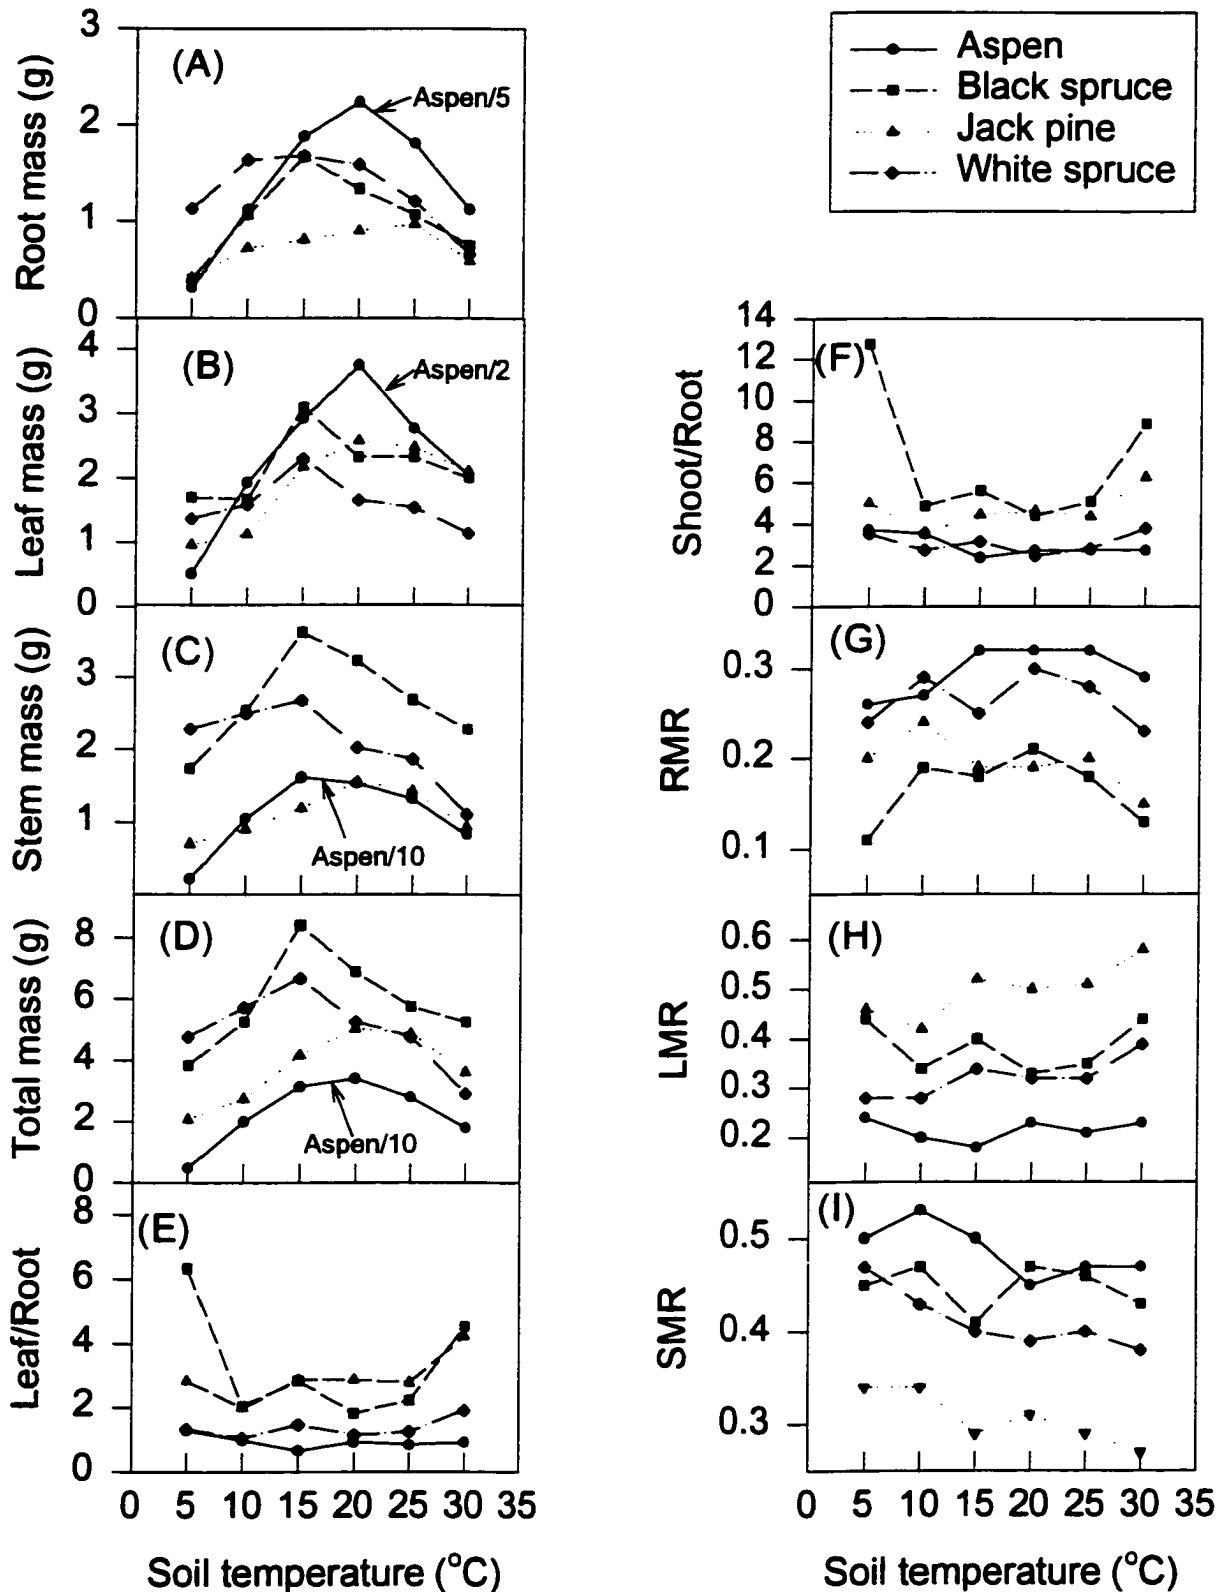 Aspen
Black spruce
Jack pine
White spruce
(A)
Root mass (g)
3
2
1
0
Aspen/5
(B)
Leaf mass (g)
4
3
2
1
0
Aspen/2
(C)
Stem mass (g)
3
2
1
Aspen/10
(D)
Total mass (g)
8
6
4
2
0
Aspen/10
(E)
Leaf/Root
8
6
4
2
0
0 5 10 15 20 25 30 35
Soil temperature (°C)
(F)
Shoot/Root
14
12
10
8
6
4
2
0
(G)
RMR
0.3
0.2
0.1
(H)
LMR
0.6
0.5
0.4
0.3
0.2
(I)
SMR
0.5
0.4
0.3
0 5 10 15 20 25 30 35
Soil temperature (°C)